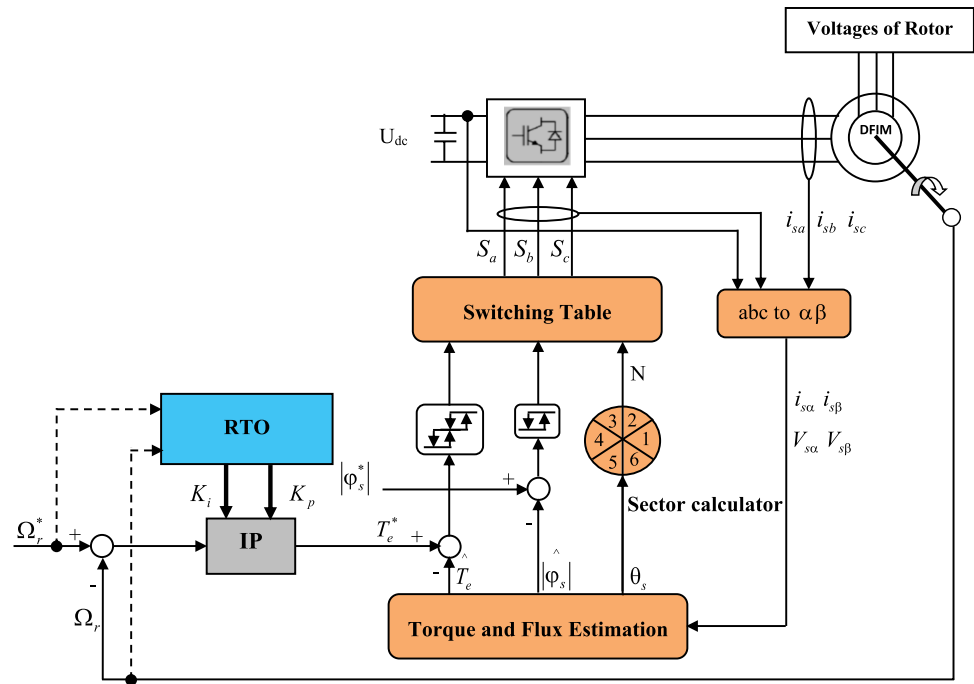 Voltages of Rotor
DFIM
U_dc
i_sa i_sb i_sc
S_a S_b S_c
Switching Table
abc to αβ
N
i_sα i_sβ
V_sα V_sβ
3 2
4 1
5 6
RTO
K_i K_p
|φ_s^*|
+
-
Sector calculator
Ω_r^*
+
IP
T_e^*
+
-
-
T̂_e
|φ̂_s|
θ_s
Ω_r
Torque and Flux Estimation